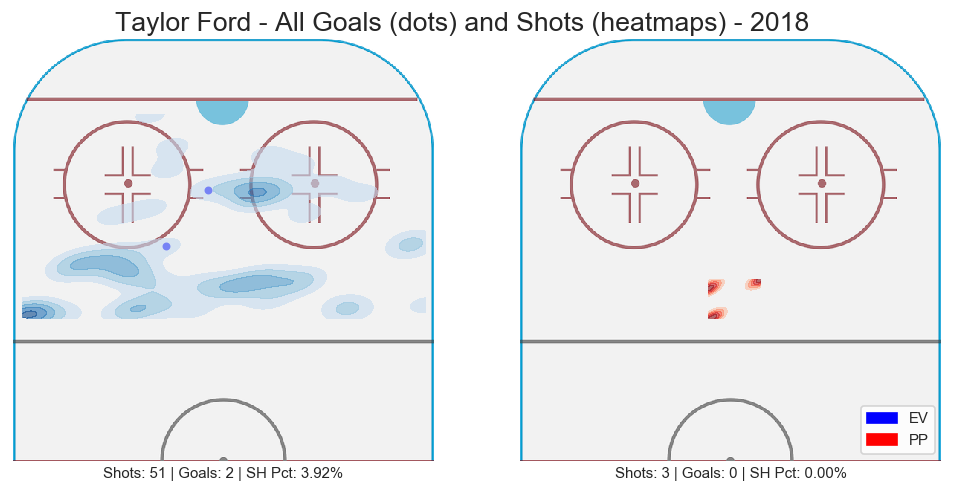 Taylor Ford - All Goals (dots) and Shots (heatmaps) - 2018
EV
PP
Shots: 51 | Goals: 2 | SH Pct: 3.92%
Shots: 3 | Goals: 0 | SH Pct: 0.00%